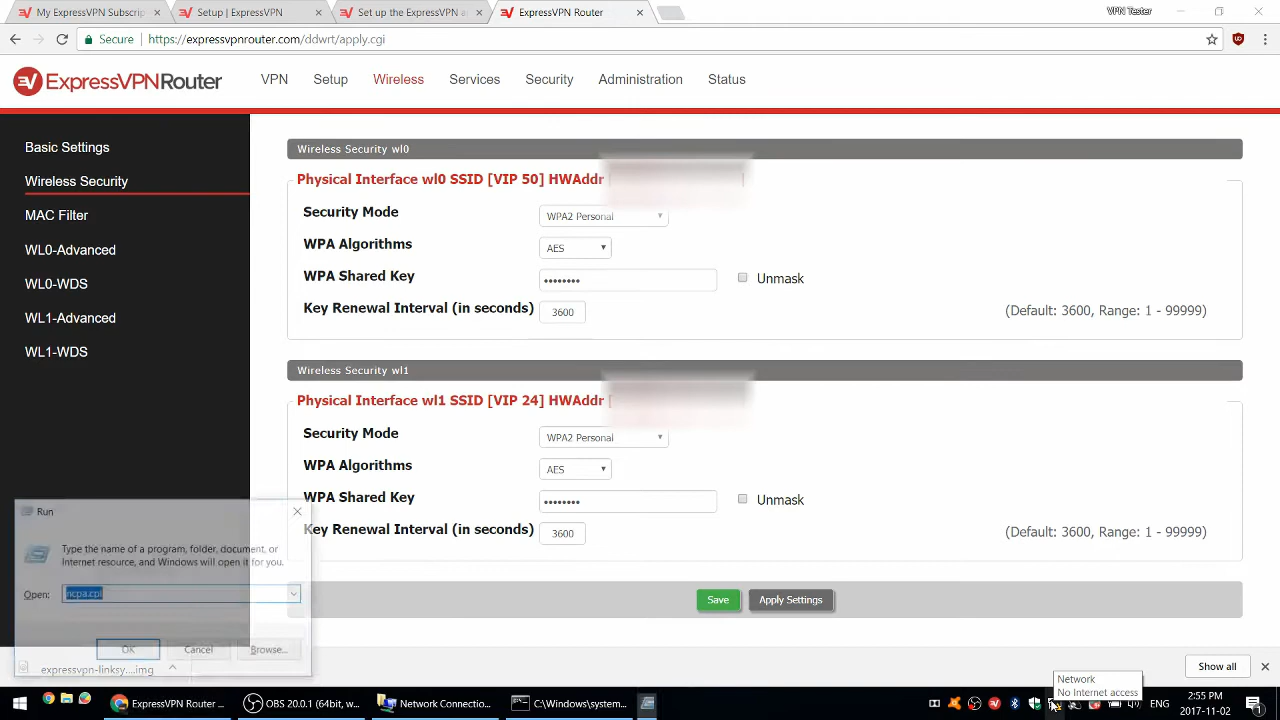 My ExpressVPN Subscrip
Setup | ExpressVPN
Set up the ExpressVPN a
ExpressVPN Router
VPN Tester
Secure
https://expressvpnrouter.com/ddwrt/apply.cgi
ExpressVPNRouter
VPN
Setup
Wireless
Services
Security
Administration
Status
Basic Settings
Wireless Security
MAC Filter
WL0-Advanced
WL0-WDS
WL1-Advanced
WL1-WDS
Wireless Security wl0
Physical Interface wl0 SSID [VIP 50] HWAddr [
Security Mode
WPA2 Personal
WPA Algorithms
AES
WPA Shared Key
••••••••
Unmask
Key Renewal Interval (in seconds)
3600
(Default: 3600, Range: 1 - 99999)
Wireless Security wl1
Physical Interface wl1 SSID [VIP 24] HWAddr [
Security Mode
WPA2 Personal
WPA Algorithms
AES
WPA Shared Key
••••••••
Unmask
Key Renewal Interval (in seconds)
3600
(Default: 3600, Range: 1 - 99999)
Save
Apply Settings
Run
Type the name of a program, folder, document, or
Internet resource, and Windows will open it for you.
Open:
ncpa.cpl
OK
Cancel
Browse...
expressvpn-linksy....img
Show all
Network
No Internet access
ExpressVPN Router ...
OBS 20.0.1 (64bit, w...
Network Connectio...
C:\Windows\system...
ENG
2:55 PM
2017-11-02
1